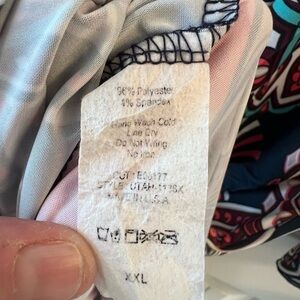 96% Polyester
4% Spandex
Hand Wash Cold
Line Dry
Do Not Wring
No Iron
MADE IN U.S.A
XXL